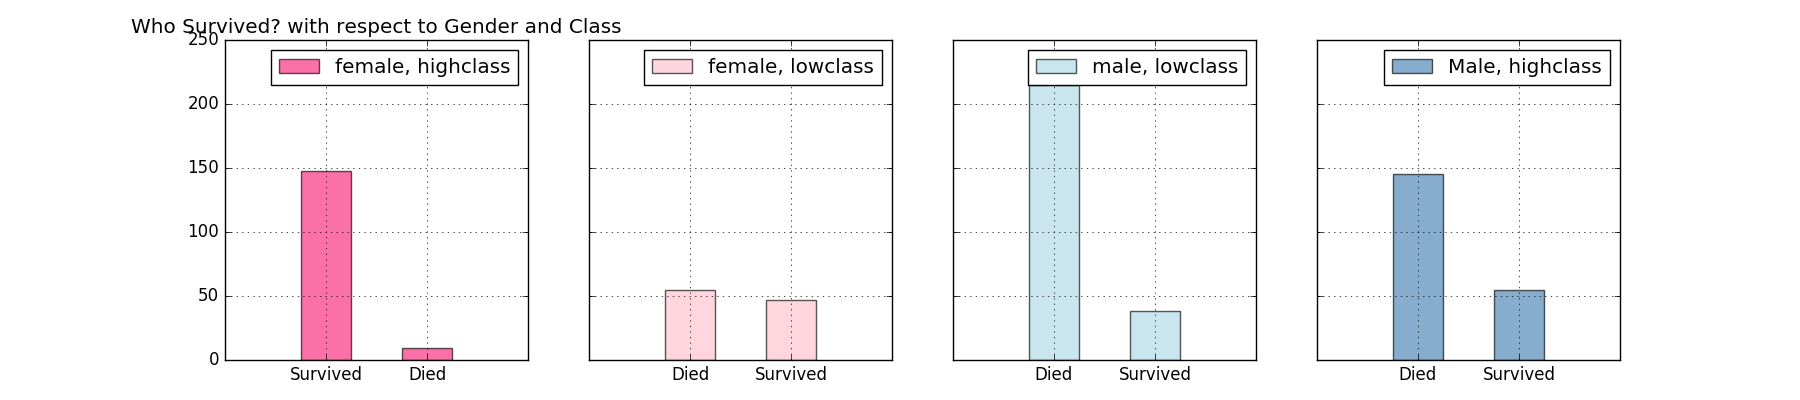 Who Survived? with respect to Gender and Class
250
200
150
100
50
0
female, highclass
Survived Died
female, lowclass
Died Survived
male, lowclass
Died Survived
Male, highclass
Died Survived